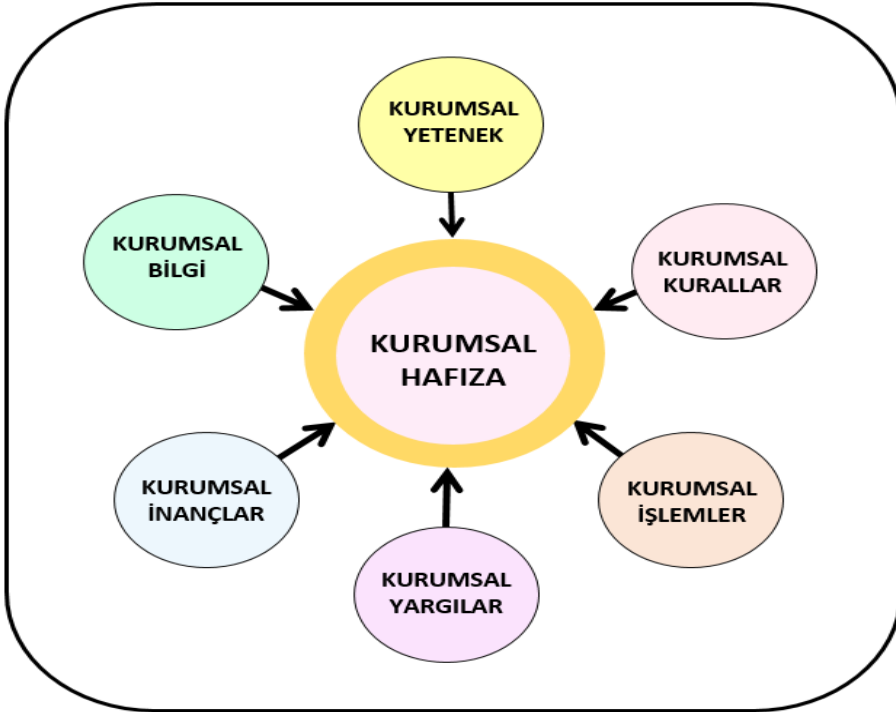 KURUMSAL
YETENEK
KURUMSAL
BİLGİ
KURUMSAL
KURALLAR
KURUMSAL
HAFIZA
KURUMSAL
İNANÇLAR
KURUMSAL
İŞLEMLER
KURUMSAL
YARGILAR